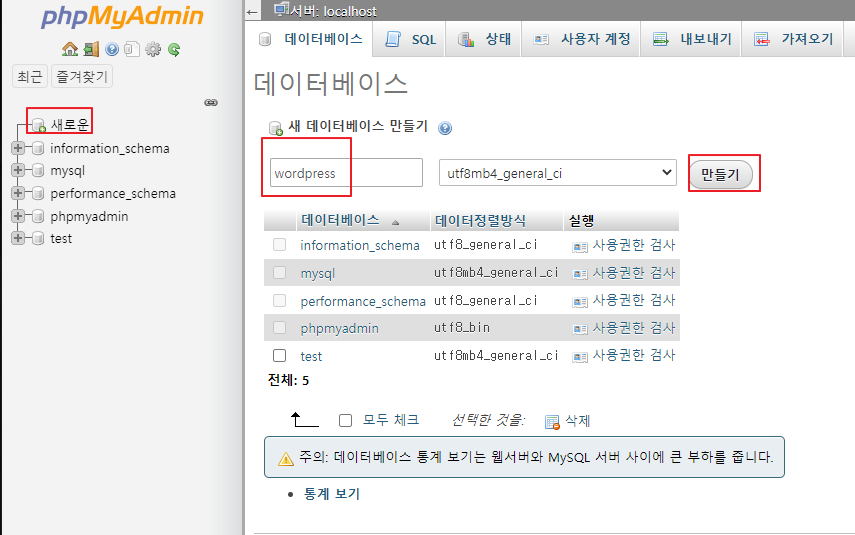 phpMyAdmin
최근 즐겨찾기
새로운
information_schema
mysql
performance_schema
phpmyadmin
test
서버: localhost
데이터베이스 SQL 상태 사용자 계정 내보내기 가져오기
데이터베이스
새 데이터베이스 만들기
wordpress utf8mb4_general_ci 만들기
데이터베이스 데이터정렬방식 실행
information_schema utf8_general_ci 사용권한 검사
mysql utf8mb4_general_ci 사용권한 검사
performance_schema utf8_general_ci 사용권한 검사
phpmyadmin utf8_bin 사용권한 검사
test utf8mb4_general_ci 사용권한 검사
전체: 5
모두 체크 선택한 것을: 삭제
주의: 데이터베이스 통계 보기는 웹서버와 MySQL 서버 사이에 큰 부하를 줍니다.
• 통계 보기